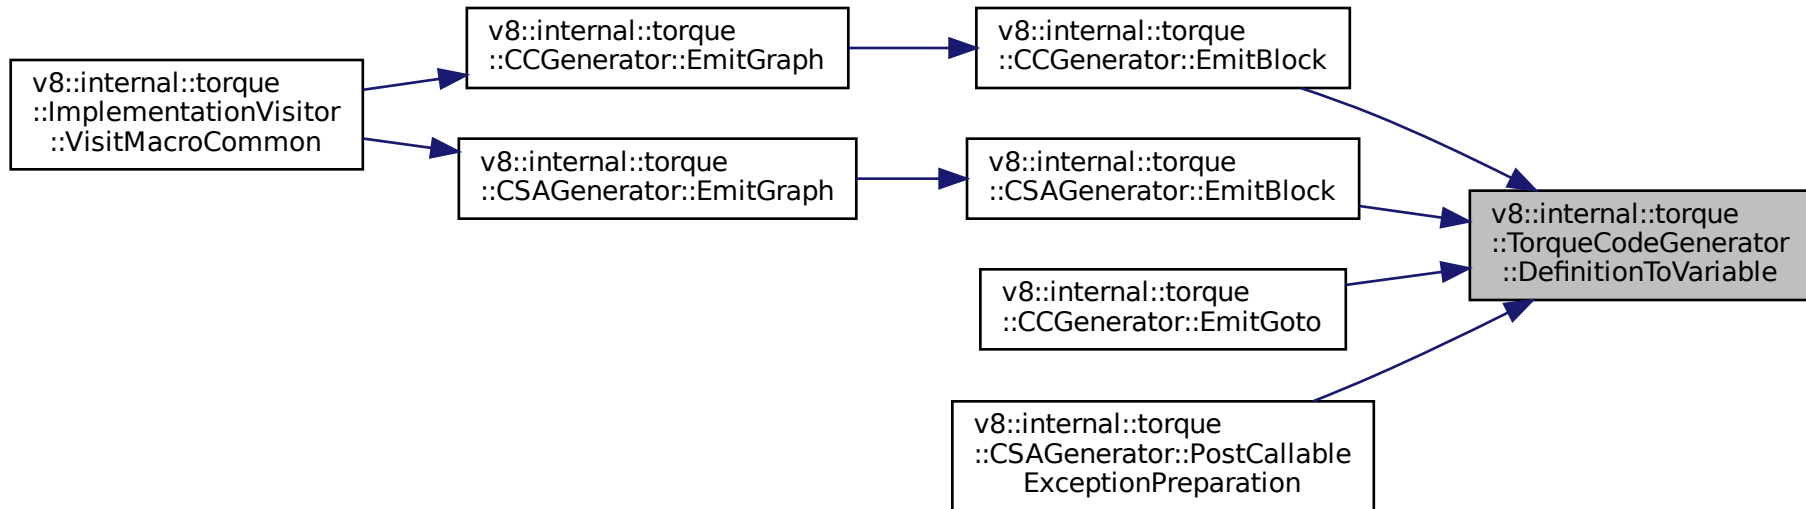 v8::internal::torque
::ImplementationVisitor
::VisitMacroCommon
v8::internal::torque
::CCGenerator::EmitGraph
v8::internal::torque
::CSAGenerator::EmitGraph
v8::internal::torque
::CCGenerator::EmitBlock
v8::internal::torque
::CSAGenerator::EmitBlock
v8::internal::torque
::CCGenerator::EmitGoto
v8::internal::torque
::CSAGenerator::PostCallable
ExceptionPreparation
v8::internal::torque
::TorqueCodeGenerator
::DefinitionToVariable